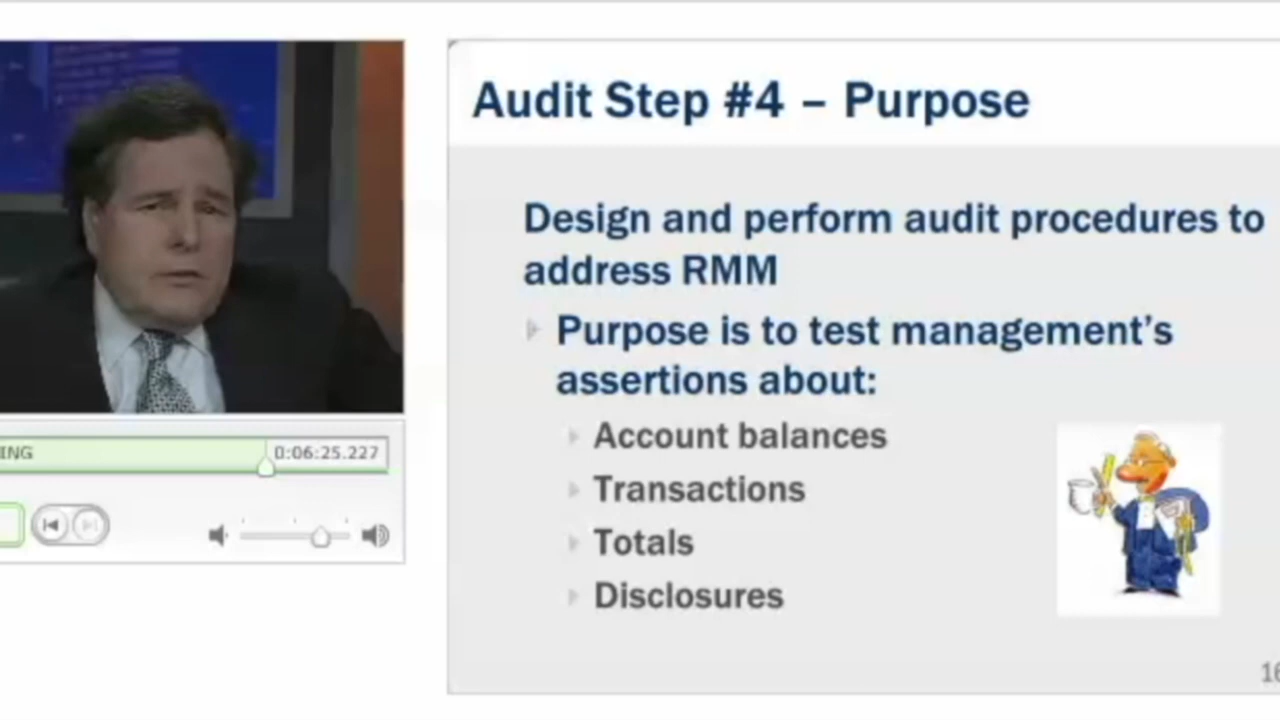 Audit Step #4 – Purpose
Design and perform audit procedures to
address RMM
Purpose is to test management's
assertions about:
Account balances
Transactions
Totals
Disclosures
ING
0:06:25.227